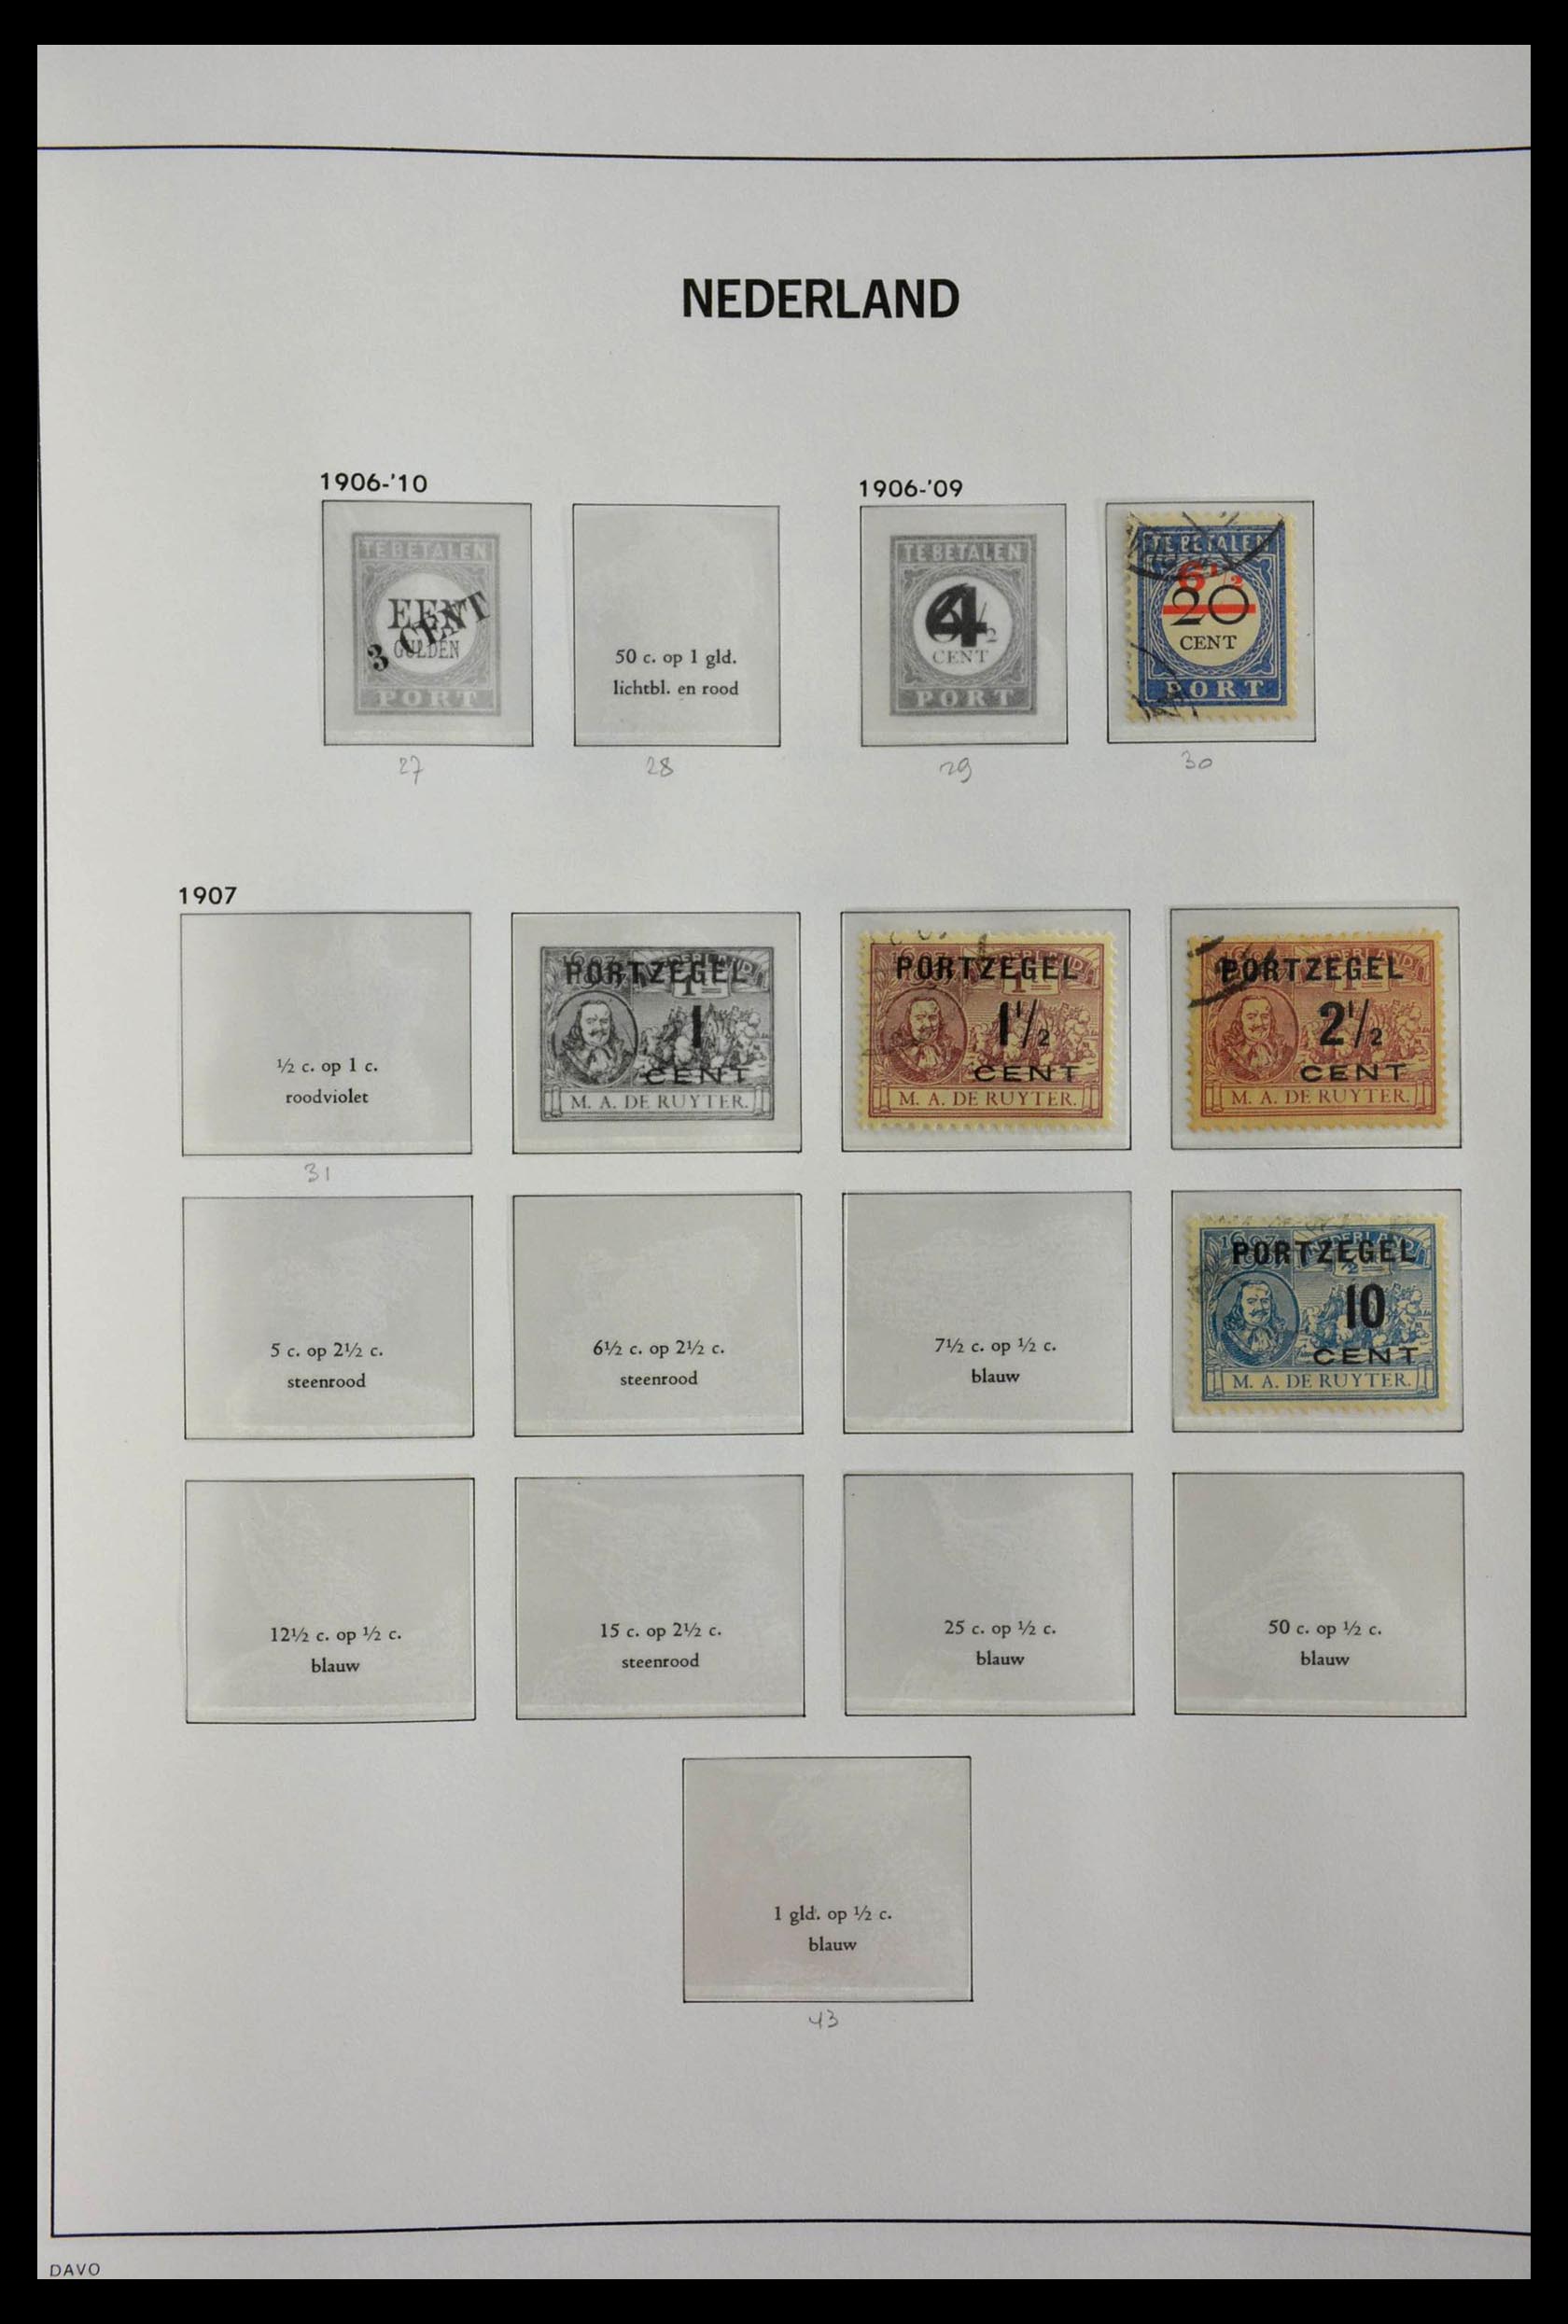 NEDERLAND
1906-'10
1906-'09
TE BETALEN
EEN
3 CENT
GULDEN
PORT
50 c. op 1 gld.
lichtbl. en rood
TE BETALEN
4
½
CENT
PORT
TE BETALEN
6½
20
CENT
PORT
27
28
29
30
1907
½ c. op 1 c.
roodviolet
PORTZEGEL
1
CENT
M. A. DE RUYTER.
PORTZEGEL
1½
CENT
M. A. DE RUYTER.
PORTZEGEL
2½
CENT
M. A. DE RUYTER.
31
5 c. op 2½ c.
steenrood
6½ c. op 2½ c.
steenrood
7½ c. op ½ c.
blauw
PORTZEGEL
10
CENT
M. A. DE RUYTER.
12½ c. op ½ c.
blauw
15 c. op 2½ c.
steenrood
25 c. op ½ c.
blauw
50 c. op ½ c.
blauw
1 gld. op ½ c.
blauw
43
DAVO